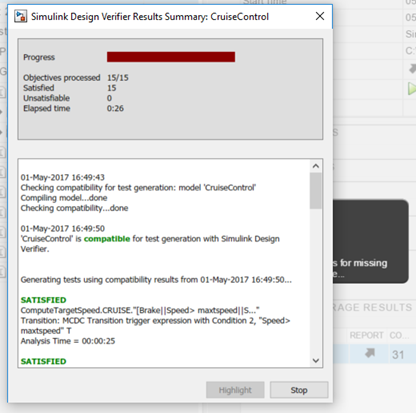 Simulink Design Verifier Results Summary: CruiseControl
Start time
Progress
Objectives processed 15/15
Satisfied 15
Unsatisfiable 0
Elapsed time 0:26
01-May-2017 16:49:43
Checking compatibility for test generation: model 'CruiseControl'
Compiling model...done
Checking compatibility...done
01-May-2017 16:49:50
'CruiseControl' is compatible for test generation with Simulink Design
Verifier.
Generating tests using compatibility results from 01-May-2017 16:49:50...
SATISFIED
ComputeTargetSpeed.CRUISE."[Brake||Speed> maxtspeed||S..."
Transition: MCDC Transition trigger expression with Condition 2, "Speed>
maxtspeed" T
Analysis Time = 00:00:25
SATISFIED
Highlight
Stop
for missing
RAGE RESULTS
REPORT CO...
31